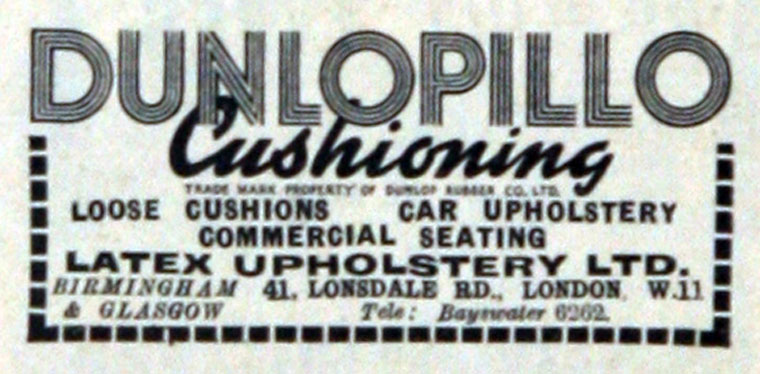 DUNLOPILLO
Cushioning
TRADE MARK PROPERTY OF DUNLOP RUBBER CO. LTD.
LOOSE CUSHIONS CAR UPHOLSTERY
COMMERCIAL SEATING
LATEX UPHOLSTERY LTD.
BIRMINGHAM 41, LONSDALE RD., LONDON, W.11
& GLASGOW Tele: Bayswater 6262.